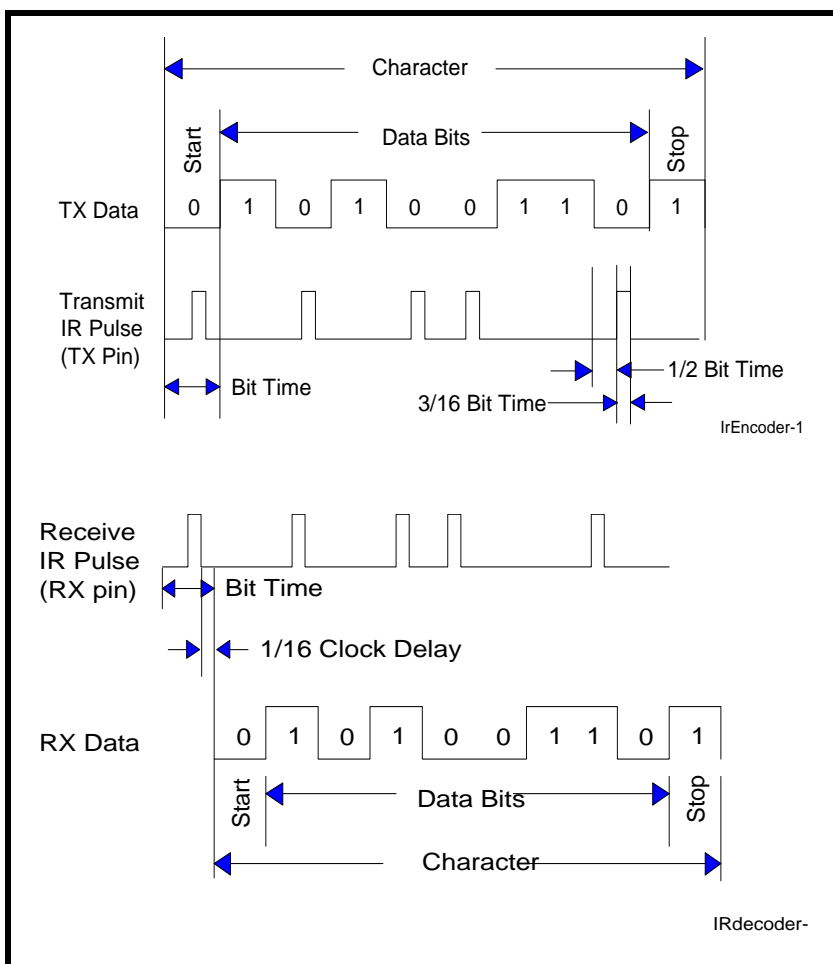 Character
Start
Data Bits
Stop
TX Data 0 1 0 1 0 0 1 1 0 1
Transmit
IR Pulse
(TX Pin)
Bit Time
1/2 Bit Time
3/16 Bit Time
IrEncoder-1
Receive
IR Pulse
(RX pin)
Bit Time
1/16 Clock Delay
RX Data 0 1 0 1 0 0 1 1 0 1
Start
Data Bits
Stop
Character
IRdecoder-